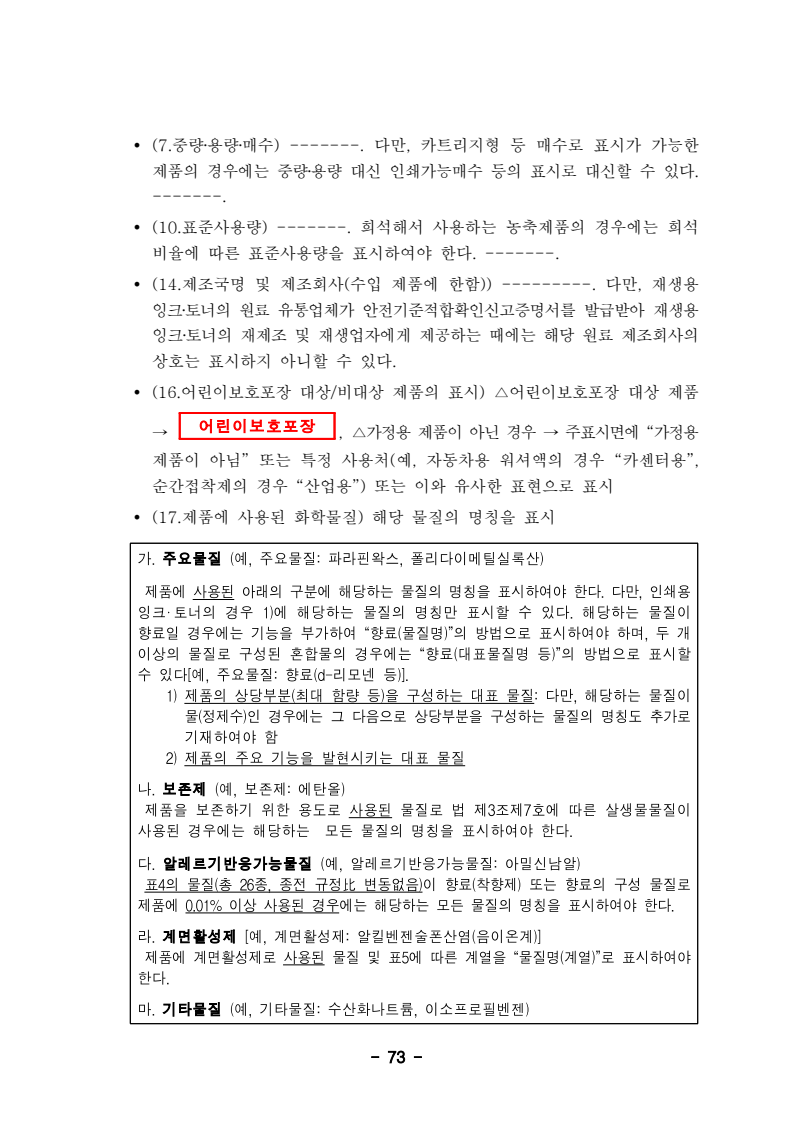 • (7.중량·용량·매수) -------. 다만, 카트리지형 등 매수로 표시가 가능한
제품의 경우에는 중량·용량 대신 인쇄가능매수 등의 표시로 대신할 수 있다.
-------.
• (10.표준사용량) -------. 희석해서 사용하는 농축제품의 경우에는 희석
비율에 따른 표준사용량을 표시하여야 한다. -------.
• (14.제조국명 및 제조회사(수입 제품에 한함)) ---------. 다만, 재생용
잉크·토너의 원료 유통업체가 안전기준적합확인신고증명서를 발급받아 재생용
잉크·토너의 재제조 및 재생업자에게 제공하는 때에는 해당 원료 제조회사의
상호는 표시하지 아니할 수 있다.
• (16.어린이보호포장 대상/비대상 제품의 표시) △어린이보호포장 대상 제품
→ 어린이보호포장, △가정용 제품이 아닌 경우 → 주표시면에 “가정용
제품이 아님” 또는 특정 사용처(예, 자동차용 워셔액의 경우 “카센터용”,
순간접착제의 경우 “산업용”) 또는 이와 유사한 표현으로 표시
• (17.제품에 사용된 화학물질) 해당 물질의 명칭을 표시
가. 주요물질 (예, 주요물질: 파라핀왁스, 폴리다이메틸실록산)
제품에 사용된 아래의 구분에 해당하는 물질의 명칭을 표시하여야 한다. 다만, 인쇄용
잉크·토너의 경우 1)에 해당하는 물질의 명칭만 표시할 수 있다. 해당하는 물질이
향료일 경우에는 기능을 부가하여 “향료(물질명)”의 방법으로 표시하여야 하며, 두 개
이상의 물질로 구성된 혼합물의 경우에는 “향료(대표물질명 등)”의 방법으로 표시할
수 있다[예, 주요물질: 향료(d-리모넨 등)].
1) 제품의 상당부분(최대 함량 등)을 구성하는 대표 물질: 다만, 해당하는 물질이
물(정제수)인 경우에는 그 다음으로 상당부분을 구성하는 물질의 명칭도 추가로
기재하여야 함
2) 제품의 주요 기능을 발현시키는 대표 물질
나. 보존제 (예, 보존제: 에탄올)
제품을 보존하기 위한 용도로 사용된 물질로 법 제3조제7호에 따른 살생물물질이
사용된 경우에는 해당하는 모든 물질의 명칭을 표시하여야 한다.
다. 알레르기반응가능물질 (예, 알레르기반응가능물질: 아밀신남알)
표4의 물질(총 26종, 종전 규정比 변동없음)이 향료(착향제) 또는 향료의 구성 물질로
제품에 0.01% 이상 사용된 경우에는 해당하는 모든 물질의 명칭을 표시하여야 한다.
라. 계면활성제 [예, 계면활성제: 알킬벤젠술폰산염(음이온계)]
제품에 계면활성제로 사용된 물질 및 표5에 따른 계열을 “물질명(계열)”로 표시하여야
한다.
마. 기타물질 (예, 기타물질: 수산화나트륨, 이소프로필벤젠)
- 73 -